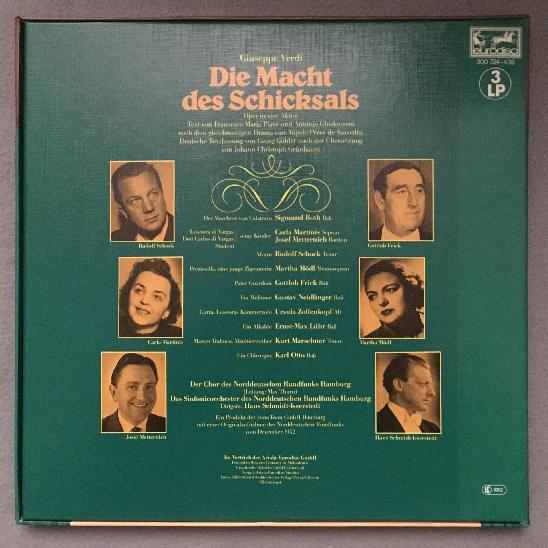 Giuseppe Verdi
eurodisc
300 724-435
3
LP
Die Macht
des Schicksals
Oper in vier Akten
Text von Francesco Maria Piave und Antonio Ghislanzoni
nach dem gleichnamigen Drama von Angelo Perez de Saavedra
Deutsche Textfassung von Georg Göhler nach der Übersetzung
von Johann Christoph Grünbaum
Der Marchese von Calatrava Sigmund Roth Baß
Leonora di Vargas
Don Carlos di Vargas, seine Kinder Carla Martinis Sopran
Student Josef Metternich Bariton
Alvaro Rudolf Schock Tenor
Preziosilla, eine junge Zigeunerin Martha Mödl Mezzosopran
Pater Guardian Gottlob Frick Baß
Fra Melitone Gustav Neidlinger Baß
Curra, Leonoras Kammerzofe Ursula Zollenkopf Alt
Ein Alkalde Ernst-Max Lühr Baß
Mastro Trabuco, Maultiertreiber Kurt Marschner Tenor
Ein Chirurgus Karl Otto Baß
Rudolf Schock
Gottlob Frick
Carla Martinis
Martha Mödl
Josef Metternich
Hans Schmidt-Isserstedt
Der Chor des Norddeutschen Rundfunks Hamburg
(Leitung: Max Thurn)
Das Sinfonieorchester des Norddeutschen Rundfunks Hamburg
Dirigent: Hans Schmidt-Isserstedt
Ein Produkt der Juno Team GmbH Hamburg
mit einer Originalaufnahme des Norddeutschen Rundfunks
vom Dezember 1952
Im Vertrieb der Ariola-Eurodisc GmbH